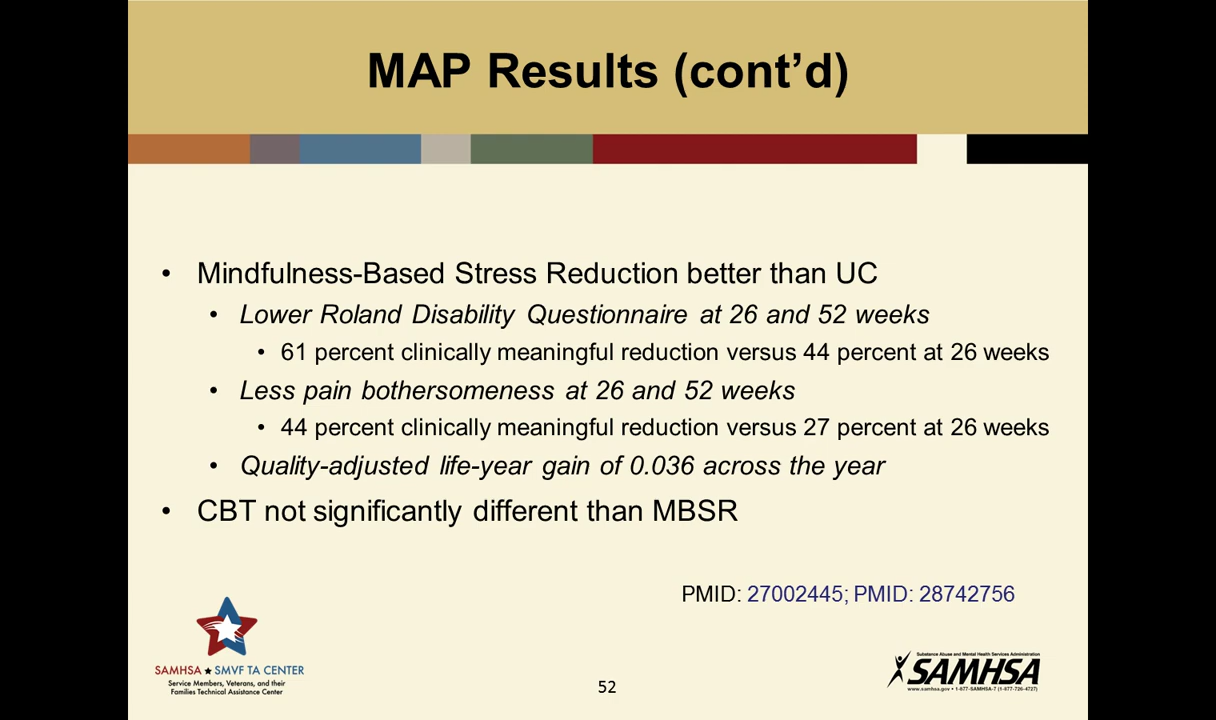 MAP Results (cont’d)
• Mindfulness-Based Stress Reduction better than UC
• Lower Roland Disability Questionnaire at 26 and 52 weeks
• 61 percent clinically meaningful reduction versus 44 percent at 26 weeks
• Less pain bothersomeness at 26 and 52 weeks
• 44 percent clinically meaningful reduction versus 27 percent at 26 weeks
• Quality-adjusted life-year gain of 0.036 across the year
• CBT not significantly different than MBSR
PMID: 27002445; PMID: 28742756
SAMHSA ★ SMVF TA CENTER
Service Members, Veterans, and their
Families Technical Assistance Center
52
Substance Abuse and Mental Health Services Administration
SAMHSA
www.samhsa.gov • 1-877-SAMHSA-7 (1-877-726-4727)